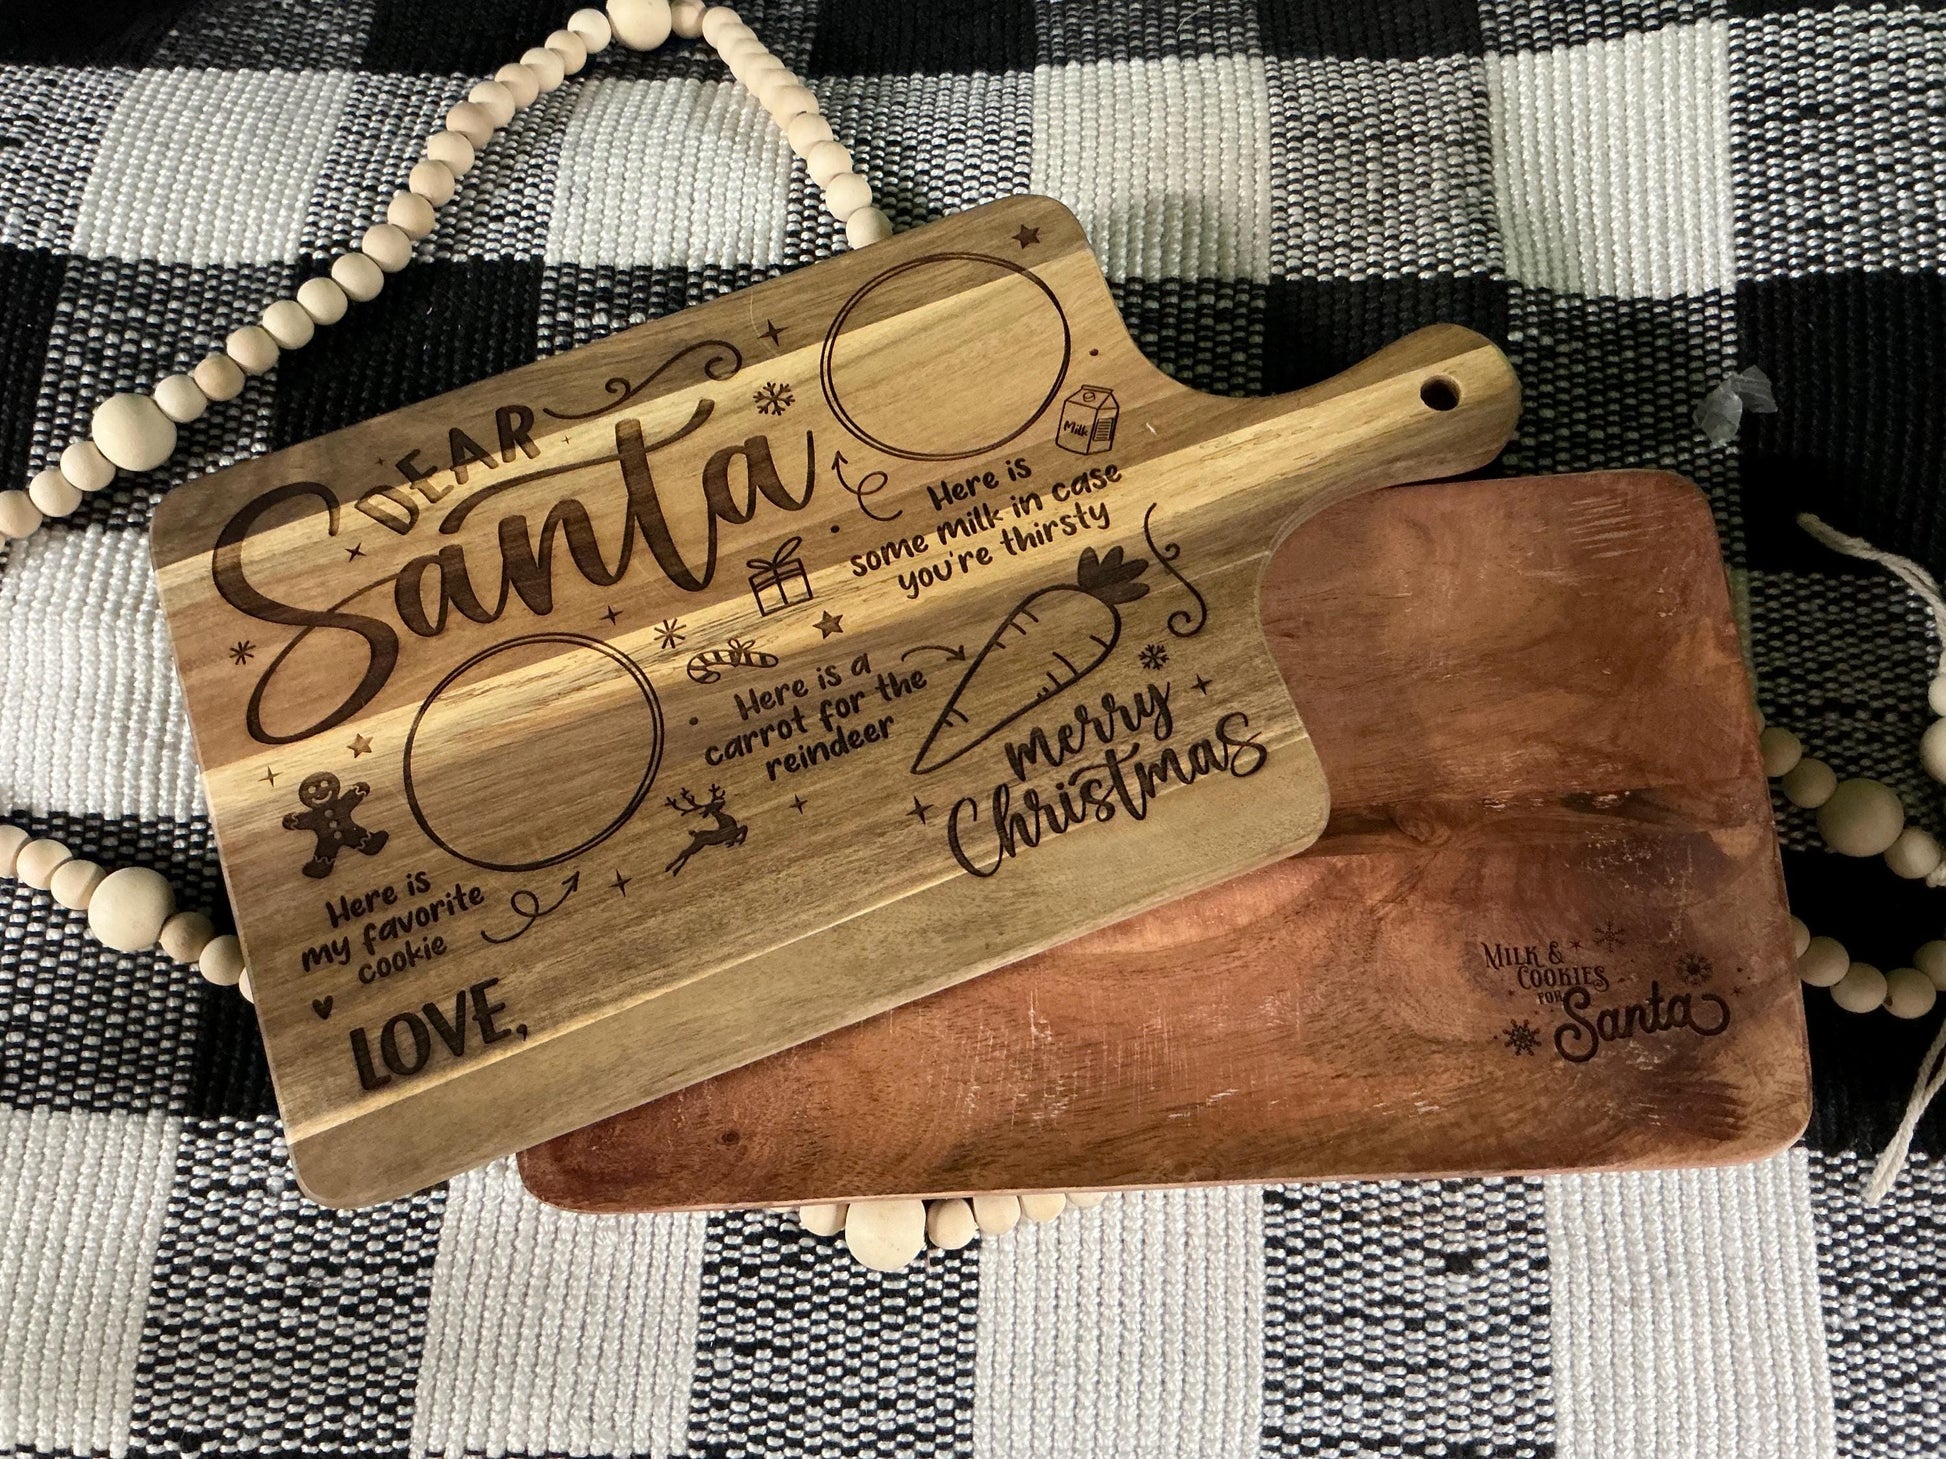 DEAR
Santa
Milk
Here is
some milk in case
you're thirsty
Here is a
carrot for the
reindeer
merry
Christmas
Here is
my favorite
cookie
LOVE,
MILK &
COOKIES
FOR
Santa